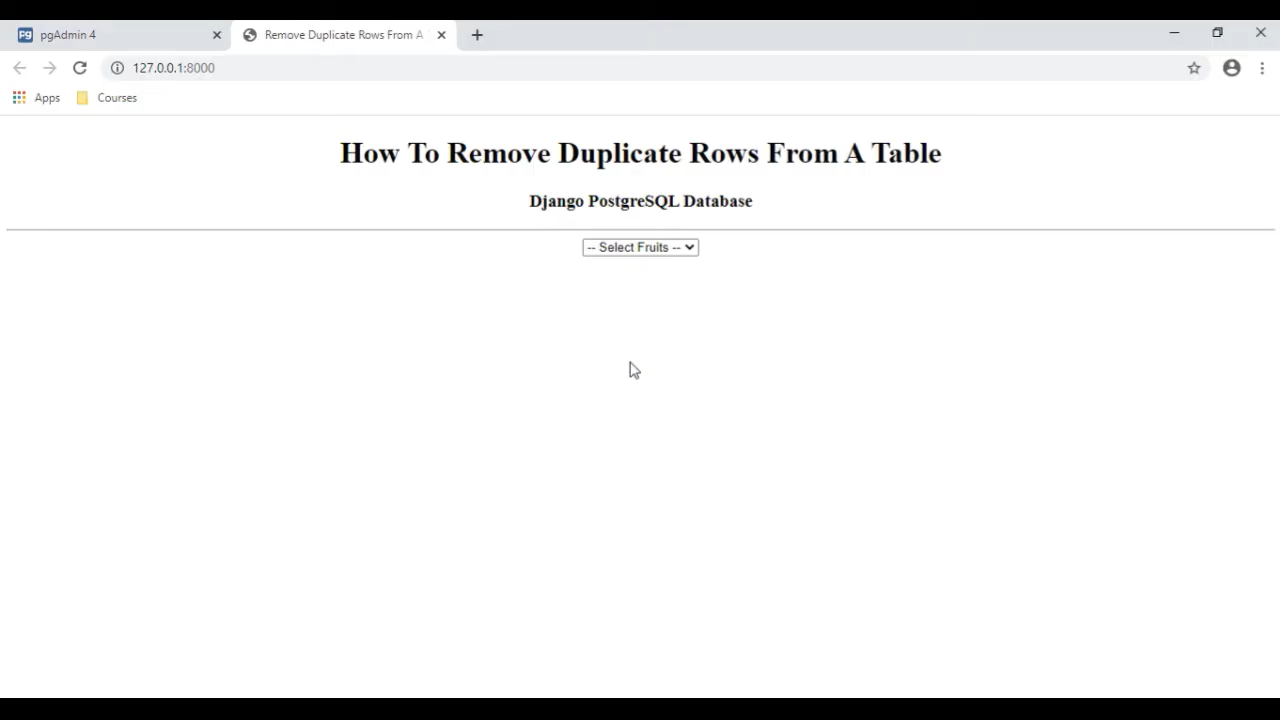 pgAdmin 4
Remove Duplicate Rows From A
127.0.0.1:8000
Apps
Courses
How To Remove Duplicate Rows From A Table
Django PostgreSQL Database
-- Select Fruits --